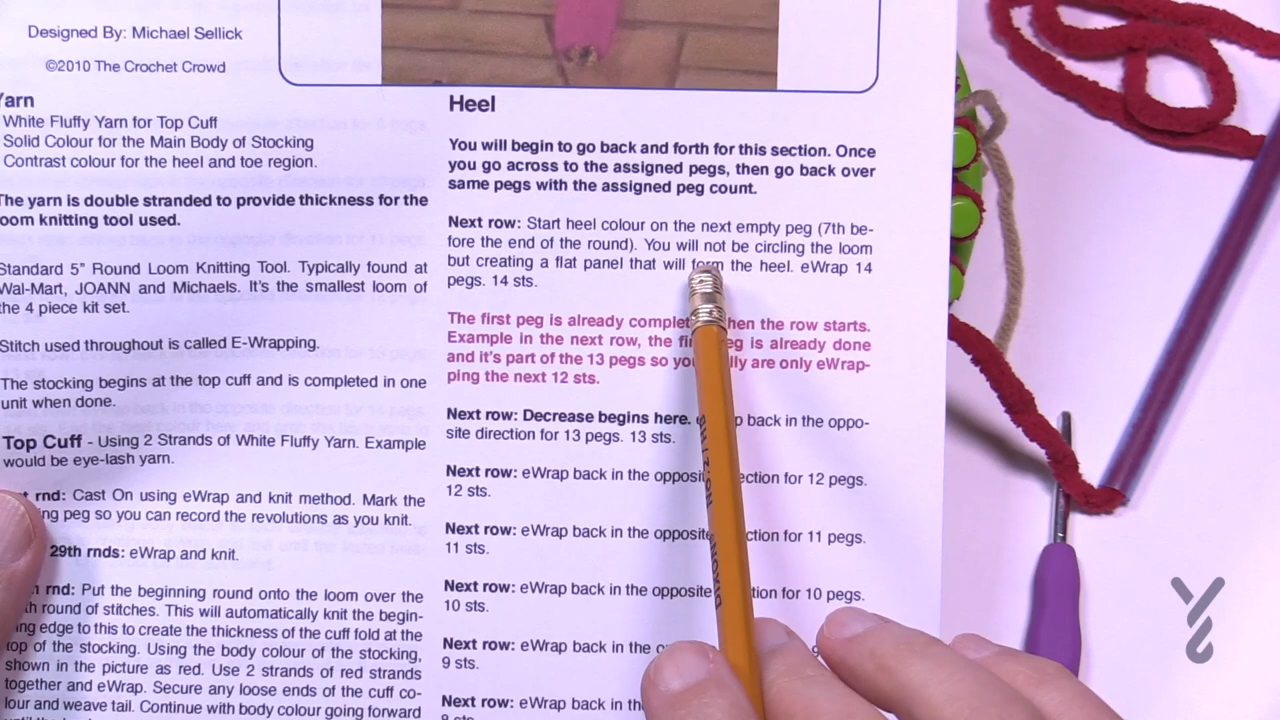 Designed By: Michael Sellick
©2010 The Crochet Crowd
Yarn
White Fluffy Yarn for Top Cuff
Solid Colour for the Main Body of Stocking
Contrast colour for the heel and toe region.
The yarn is double stranded to provide thickness for the
loom knitting tool used.
Standard 5" Round Loom Knitting Tool. Typically found at
Wal-Mart, JOANN and Michaels. It's the smallest loom of
the 4 piece kit set.
Stitch used throughout is called E-Wrapping.
The stocking begins at the top cuff and is completed in one
unit when done.
Top Cuff - Using 2 Strands of White Fluffy Yarn. Example
would be eye-lash yarn.
rnd: Cast On using eWrap and knit method. Mark the
peg so you can record the revolutions as you knit.
29th rnds: eWrap and knit.
rnd: Put the beginning round onto the loom over the
round of stitches. This will automatically knit the begin-
ning edge to this to create the thickness of the cuff fold at the
top of the stocking. Using the body colour of the stocking,
shown in the picture as red. Use 2 strands of red strands
together and eWrap. Secure any loose ends of the cuff co-
lour and weave tail. Continue with body colour going forward
Heel
You will begin to go back and forth for this section. Once
you go across to the assigned pegs, then go back over
same pegs with the assigned peg count.
Next row: Start heel colour on the next empty peg (7th be-
fore the end of the round). You will not be circling the loom
but creating a flat panel that will form the heel. eWrap 14
pegs. 14 sts.
The first peg is already complet when the row starts.
Example in the next row, the first peg is already done
and it's part of the 13 pegs so you are only eWrap-
ping the next 12 sts.
Next row: Decrease begins here. back in the oppo-
site direction for 13 pegs. 13 sts.
Next row: eWrap back in the opposite direction for 12 pegs.
12 sts.
Next row: eWrap back in the opposite direction for 11 pegs.
11 sts.
Next row: eWrap back in the opposite direction for 10 pegs.
10 sts.
Next row: eWrap back in the
9 sts.
Next row: eWrap back in
DIXON NO. 2 / HB